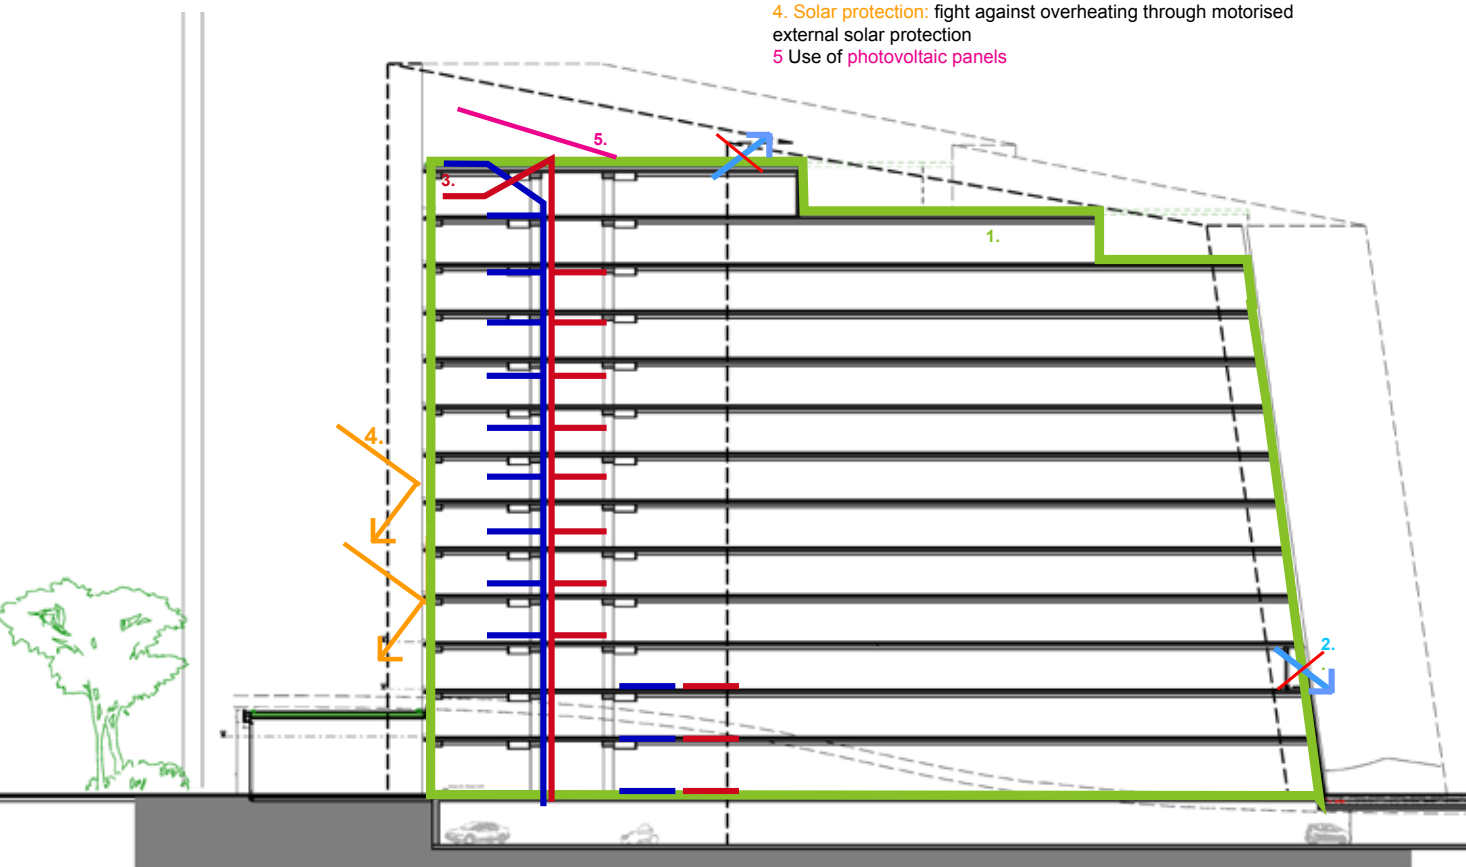 4. Solar protection: fight against overheating through motorised
external solar protection
5 Use of photovoltaic panels
5.
3.
1.
4.
2.